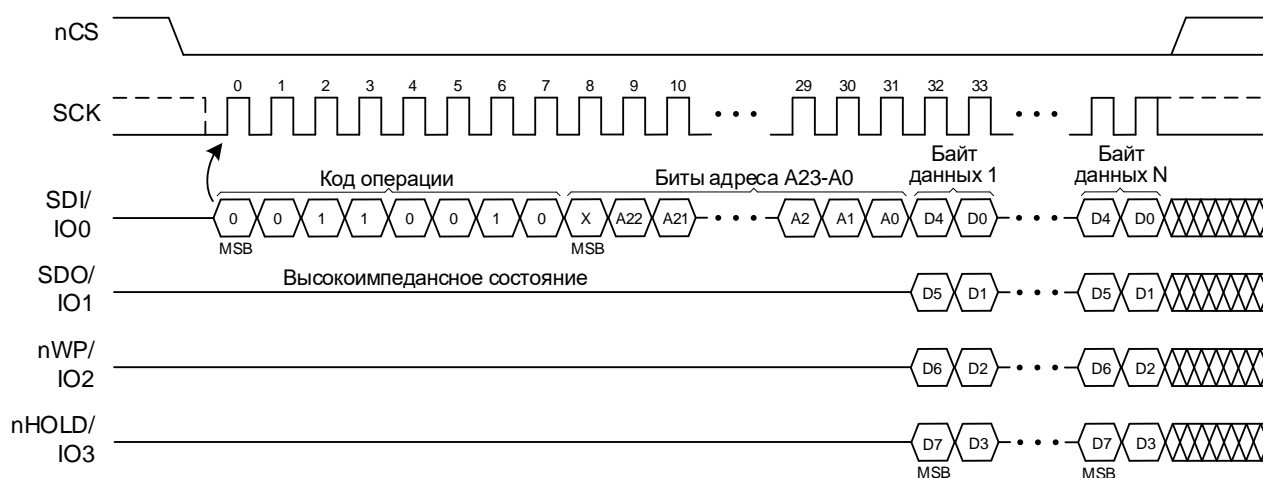 nCS
0 1 2 3 4 5 6 7 8 9 10 29 30 31 32 33
SCK
Код операции
Биты адреса A23-A0
Байт
данных 1
Байт
данных N
SDI/
IO0
0 0 1 1 0 0 1 0 X A22 A21 A2 A1 A0 D4 D0 D4 D0
MSB MSB
SDO/
IO1
Высокоимпедансное состояние
D5 D1 D5 D1
nWP/
IO2
D6 D2 D6 D2
nHOLD/
IO3
D7 D3 D7 D3
MSB MSB